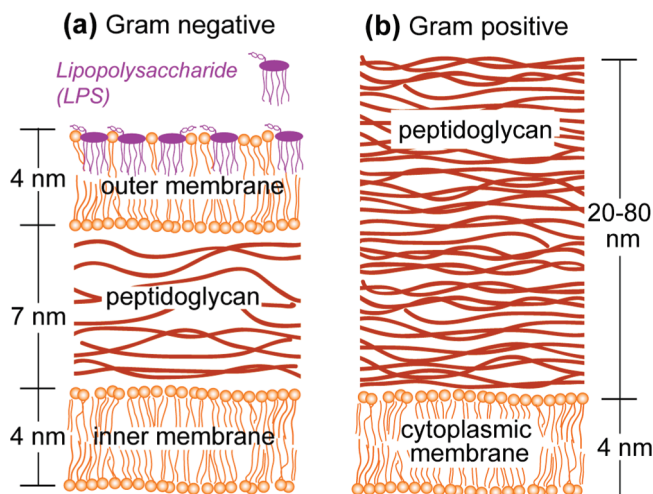 (a) Gram negative
Lipopolysaccharide
(LPS)
4 nm
outer membrane
7 nm
peptidoglycan
4 nm
inner membrane
(b) Gram positive
peptidoglycan
20-80
nm
cytoplasmic
membrane
4 nm